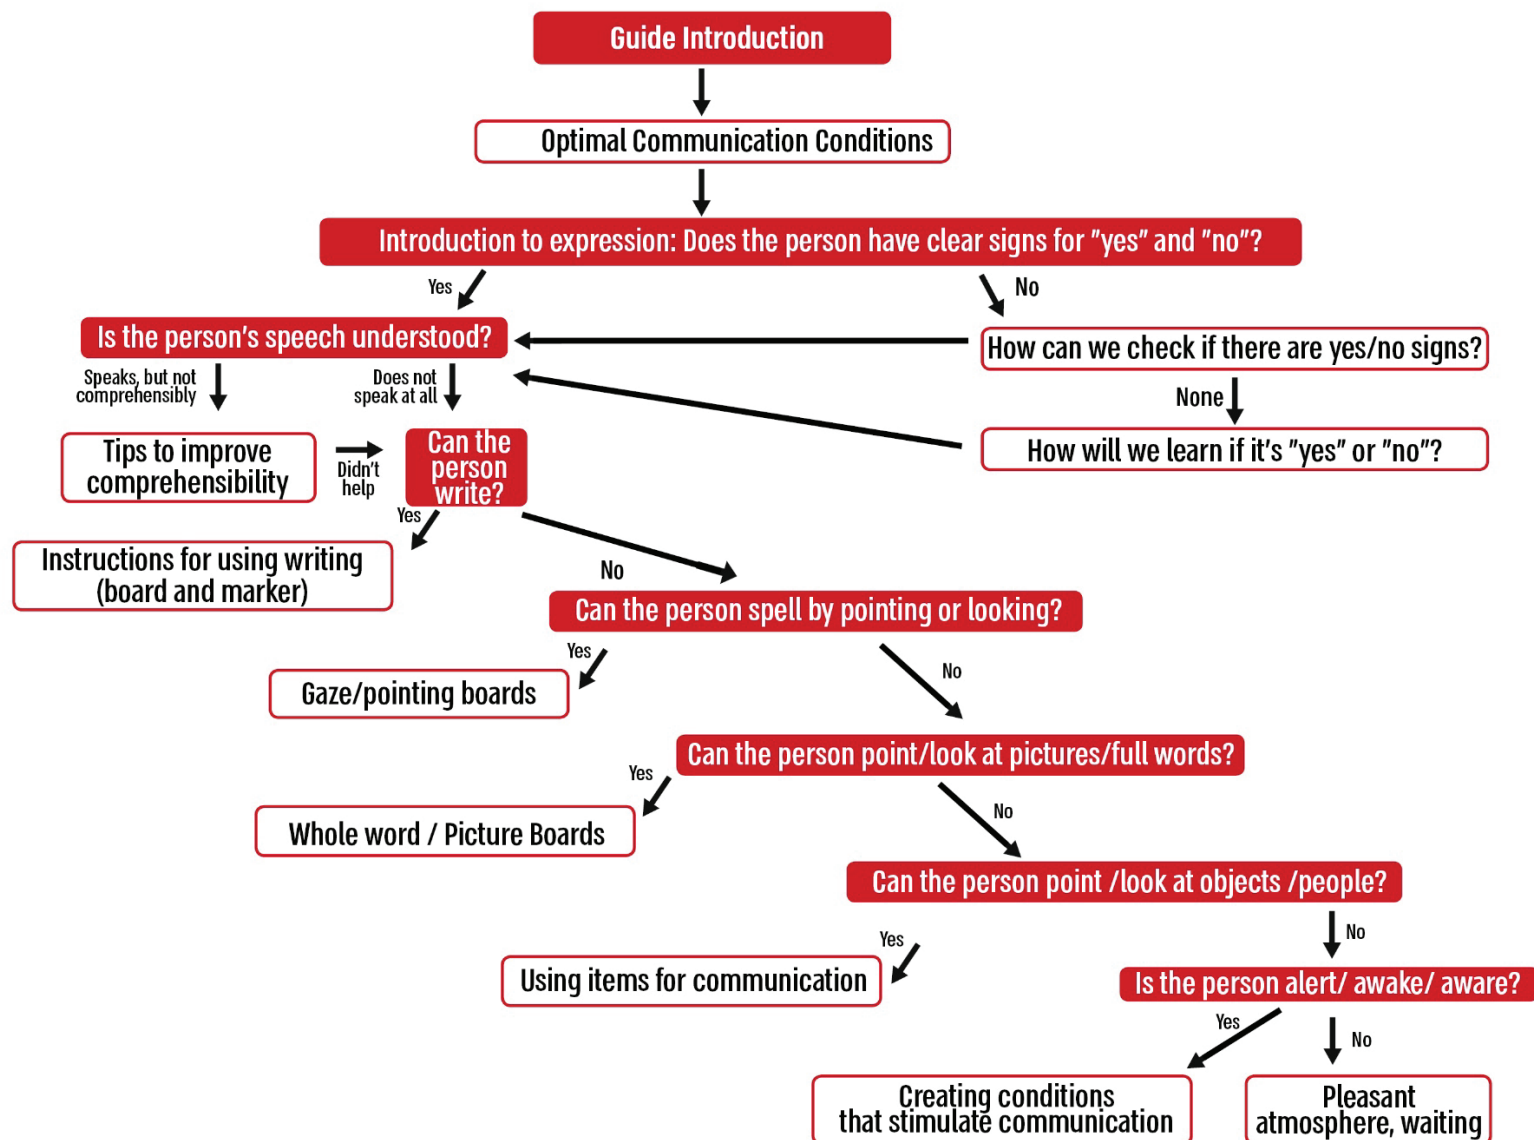 Guide Introduction
Optimal Communication Conditions
Introduction to expression: Does the person have clear signs for "yes" and "no"?
Yes
No
Is the person's speech understood?
How can we check if there are yes/no signs?
Speaks, but not
comprehensibly
Does not
speak at all
None
Tips to improve
comprehensibility
Didn't
help
Can the
person
write?
How will we learn if it's "yes" or "no"?
Yes
No
Instructions for using writing
(board and marker)
Can the person spell by pointing or looking?
Yes
No
Gaze/pointing boards
Can the person point/look at pictures/full words?
Yes
No
Whole word / Picture Boards
Can the person point /look at objects /people?
Yes
No
Using items for communication
Is the person alert/ awake/ aware?
Yes
No
Creating conditions
that stimulate communication
Pleasant
atmosphere, waiting